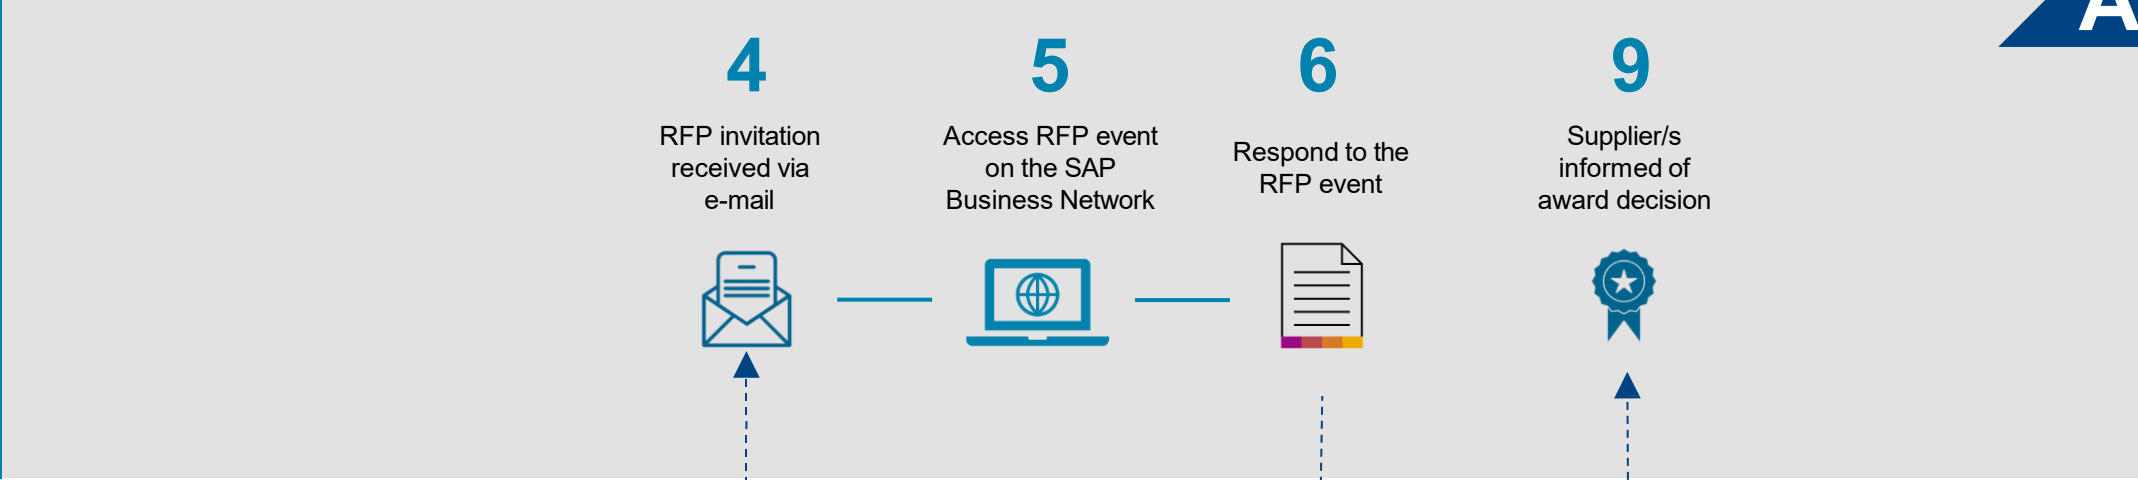 4
RFP invitation
received via
e-mail
5
Access RFP event
on the SAP
Business Network
6
Respond to the
RFP event
9
Supplier/s
informed of
award decision